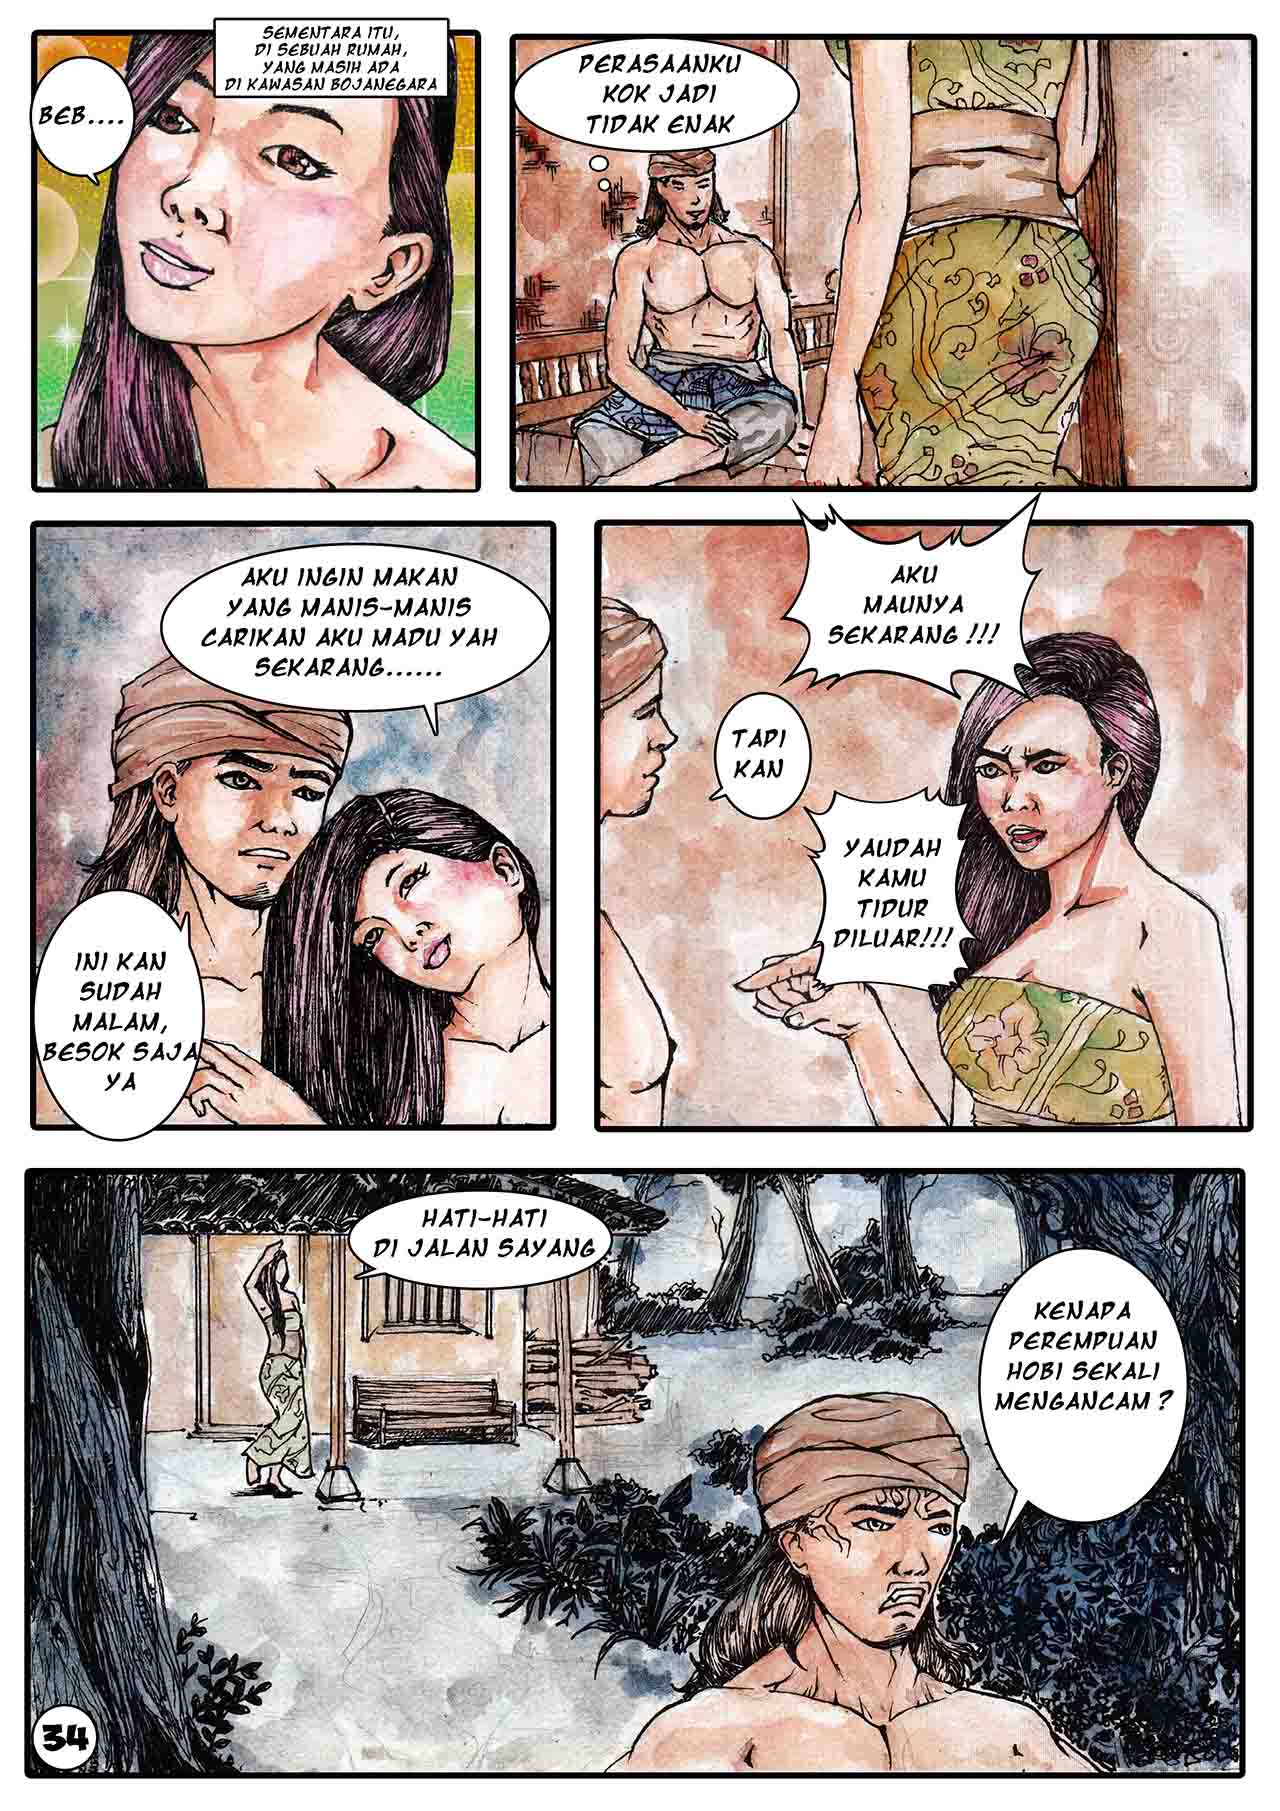 SEMENTARA ITU,
DI SEBUAH RUMAH,
YANG MASIH ADA
DI KAWASAN BOJANEGARA
BEB....
PERASAANKU
KOK JADI
TIDAK ENAK
AKU INGIN MAKAN
YANG MANIS-MANIS
CARIKAN AKU MADU YAH
SEKARANG......
INI KAN
SUDAH
MALAM,
BESOK SAJA
YA
AKU
MAUNYA
SEKARANG !!!
TAPI
KAN
YAUDAH
KAMU
TIDUR
DILUAR!!!
HATI-HATI
DI JALAN SAYANG
KENAPA
PEREMPUAN
HOBI SEKALI
MENGANCAM ?
34